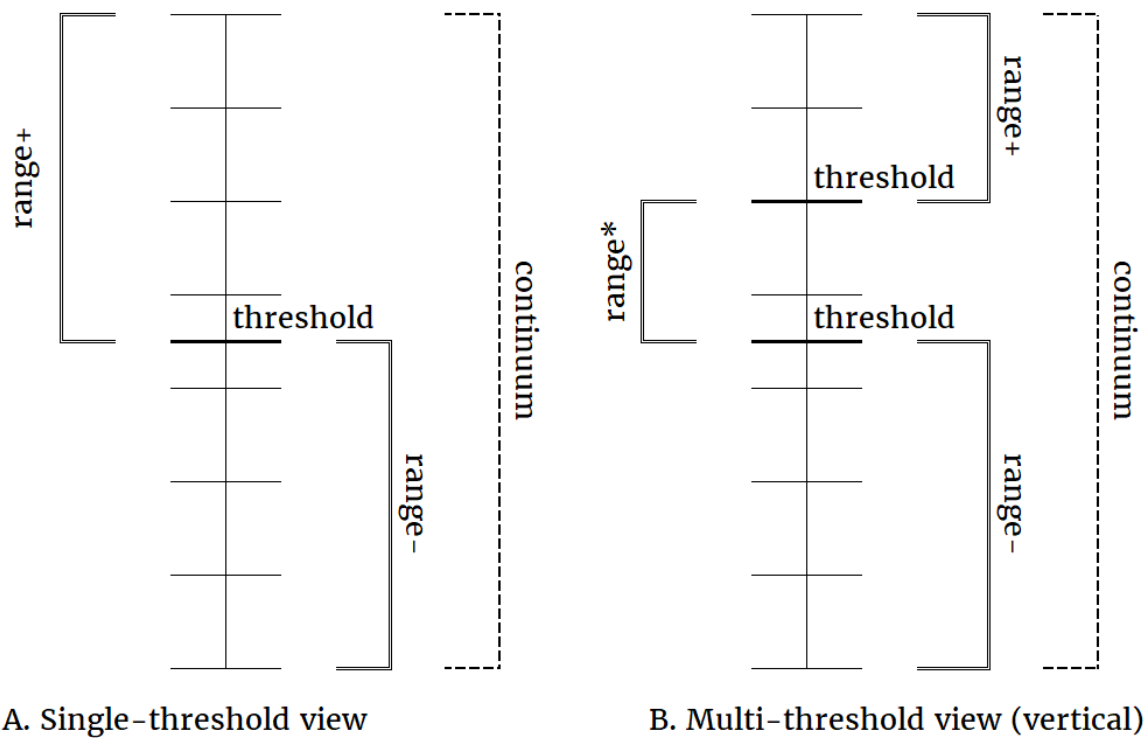 range+
threshold
range-
continuum
A. Single-threshold view
range+
threshold
range*
threshold
range-
continuum
B. Multi-threshold view (vertical)